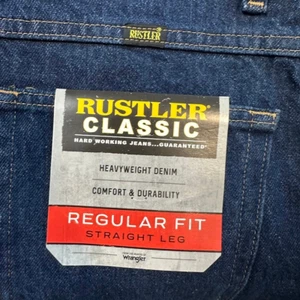 RUSTLER
RUSTLER
CLASSIC
HARD WORKING JEANS...GUARANTEED
HEAVYWEIGHT DENIM
COMFORT & DURABILITY
REGULAR FIT
STRAIGHT LEG
Wrangler